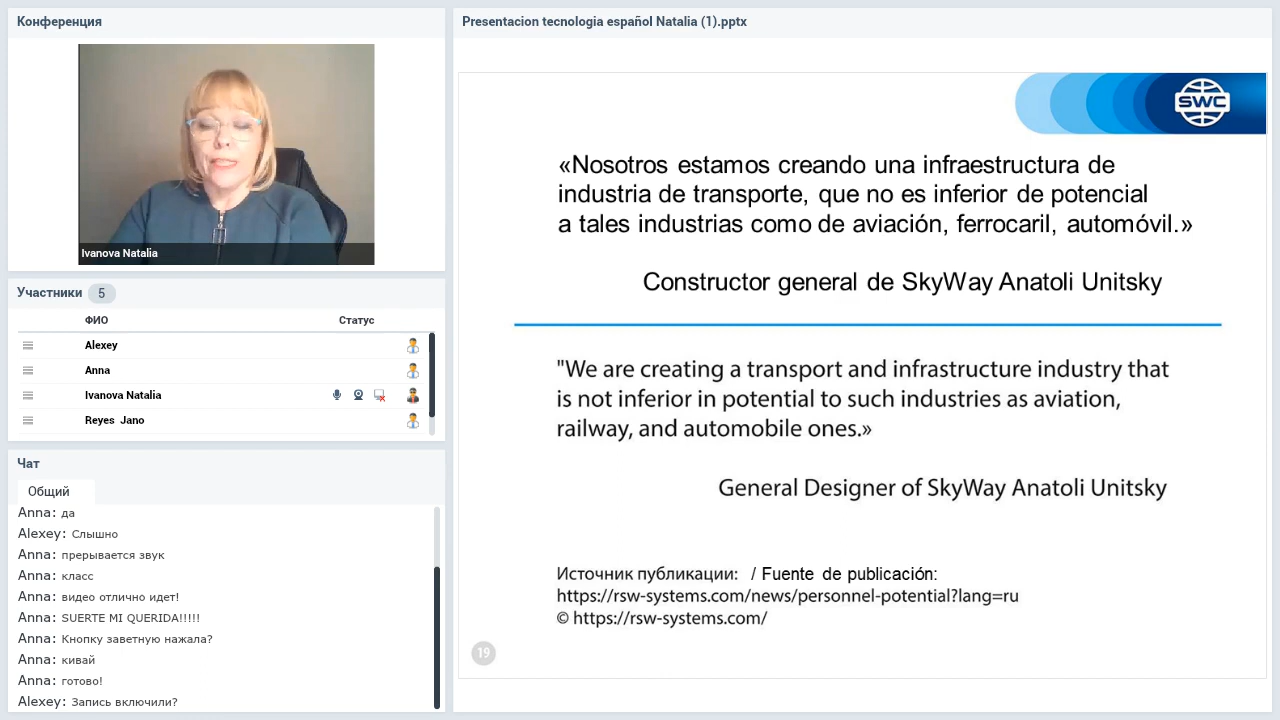 Конференция
Ivanova Natalia
Участники 5
ФИО Статус
Alexey
Anna
Ivanova Natalia
Reyes Jano
Чат
Общий
Anna: да
Alexey: Слышно
Anna: прерывается звук
Anna: класс
Anna: видео отлично идет!
Anna: SUERTE MI QUERIDA!!!!!
Anna: Кнопку заветную нажала?
Anna: кивай
Anna: готово!
Alexey: Запись включили?
Presentacion tecnologia español Natalia (1).pptx
SWC
«Nosotros estamos creando una infraestructura de
industria de transporte, que no es inferior de potencial
a tales industrias como de aviación, ferrocaril, automóvil.»
Constructor general de SkyWay Anatoli Unitsky
"We are creating a transport and infrastructure industry that
is not inferior in potential to such industries as aviation,
railway, and automobile ones.»
General Designer of SkyWay Anatoli Unitsky
Источник публикации: / Fuente de publicación:
https://rsw-systems.com/news/personnel-potential?lang=ru
© https://rsw-systems.com/
19